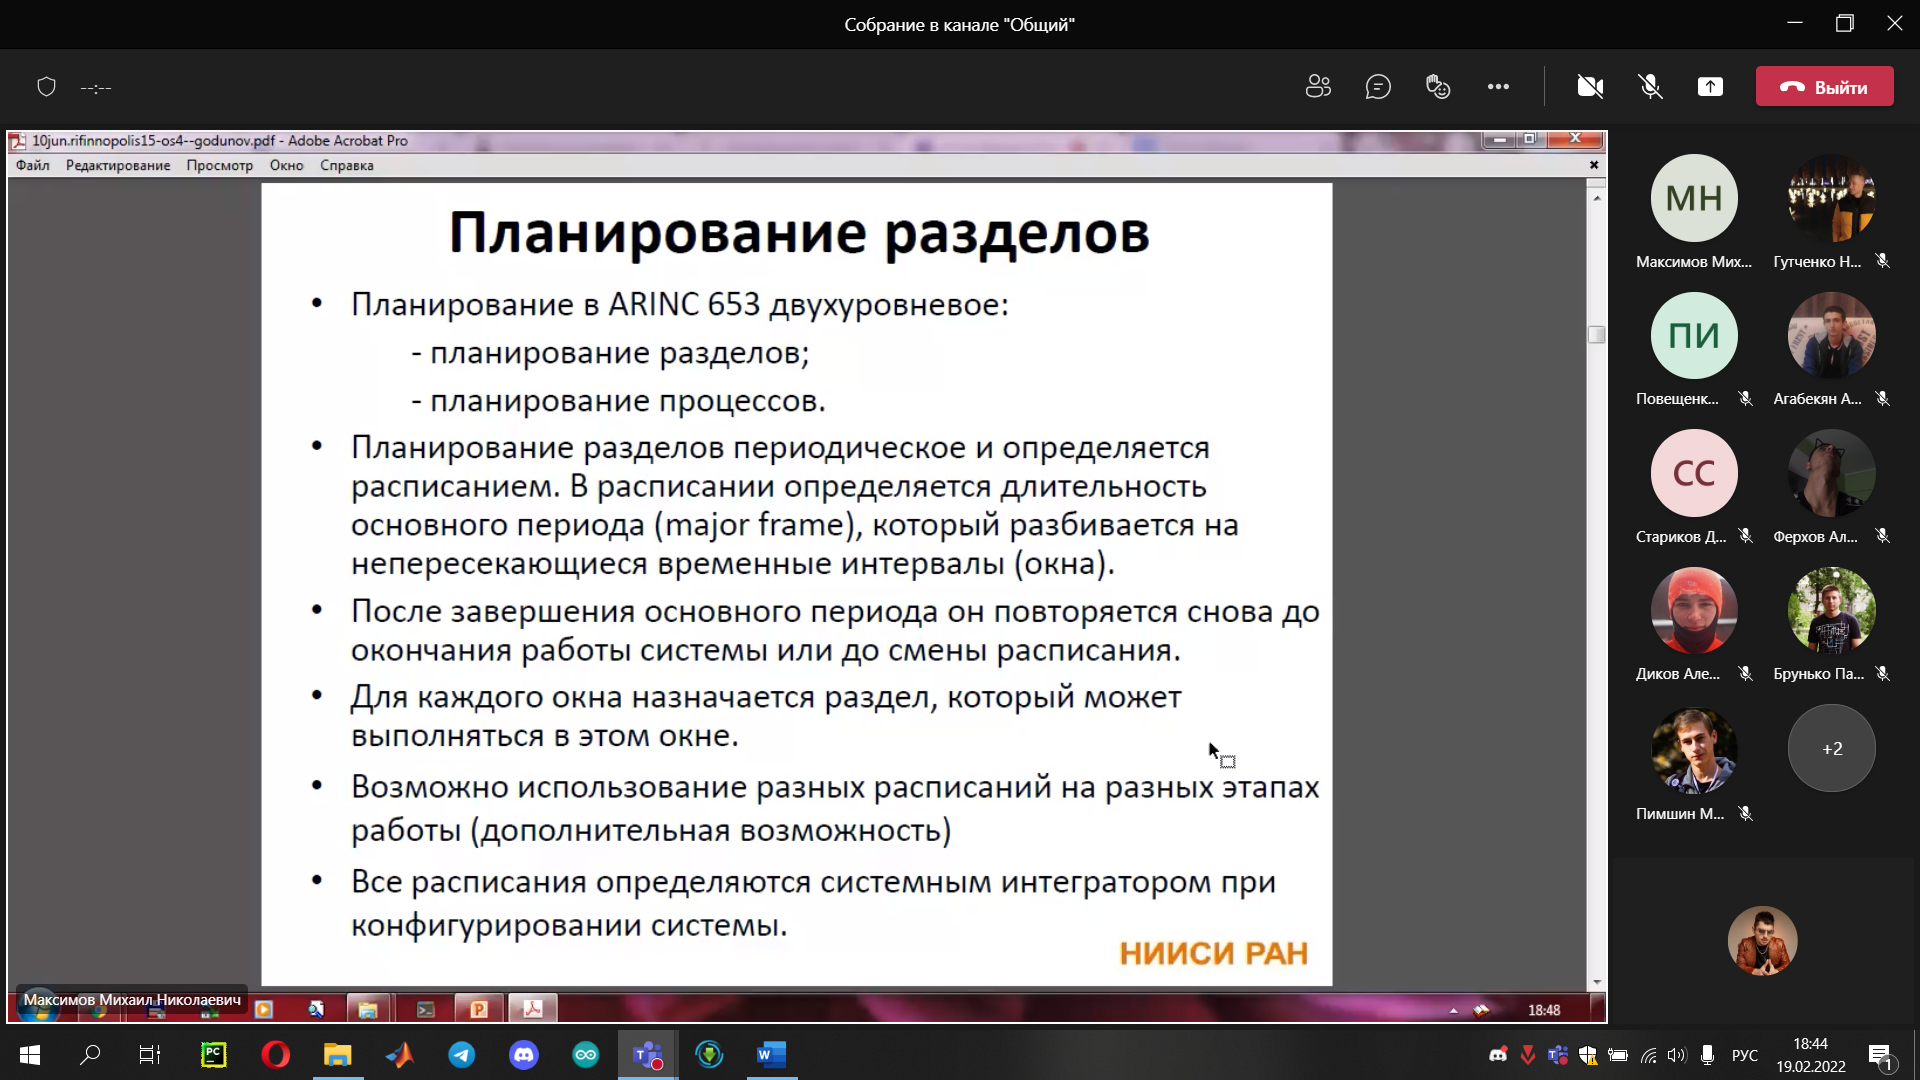 Собрание в канале "Общий"
--:--
Выйти
10jun.rifinnopolis15-os4--godunov.pdf - Adobe Acrobat Pro
Файл Редактирование Просмотр Окно Справка
Планирование разделов
• Планирование в ARINC 653 двухуровневое:
- планирование разделов;
- планирование процессов.
• Планирование разделов периодическое и определяется
расписанием. В расписании определяется длительность
основного периода (major frame), который разбивается на
непересекающиеся временные интервалы (окна).
• После завершения основного периода он повторяется снова до
окончания работы системы или до смены расписания.
• Для каждого окна назначается раздел, который может
выполняться в этом окне.
• Возможно использование разных расписаний на разных этапах
работы (дополнительная возможность)
• Все расписания определяются системным интегратором при
конфигурировании системы.
НИИСИ РАН
Максимов Михаил Николаевич
18:48
МН
Максимов Мих... Гутченко Н...
ПИ
Повещенк... Агабекян А...
СС
Стариков Д... Ферхов Ал...
Диков Але... Брунько Па...
+2
Пимшин М...
РУС
18:44
19.02.2022
1